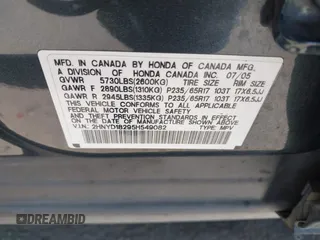 MFD. IN CANADA BY HONDA OF CANADA MFG.
A DIVISION OF HONDA CANADA INC. 07/05
GVWR 5730LBS(2600KG) TIRE SIZE RIM SIZE
GAWR F 2890LBS(1310KG) P235/65R17 103T 17X6.5JJ
GAWR R 2945LBS(1335KG) P235/65R17 103T 17X6.5JJ
THIS VEHICLE CONFORMS TO ALL APPLICABLE FEDERAL
MOTOR VEHICLE SAFETY AND THEFT PREVENTION STANDARDS
IN EFFECT ON THE DATE OF MANUFACTURE SHOWN ABOVE.
V.I.N.: 2HNYD18295H549082 TYPE: MPV
DREAMBID